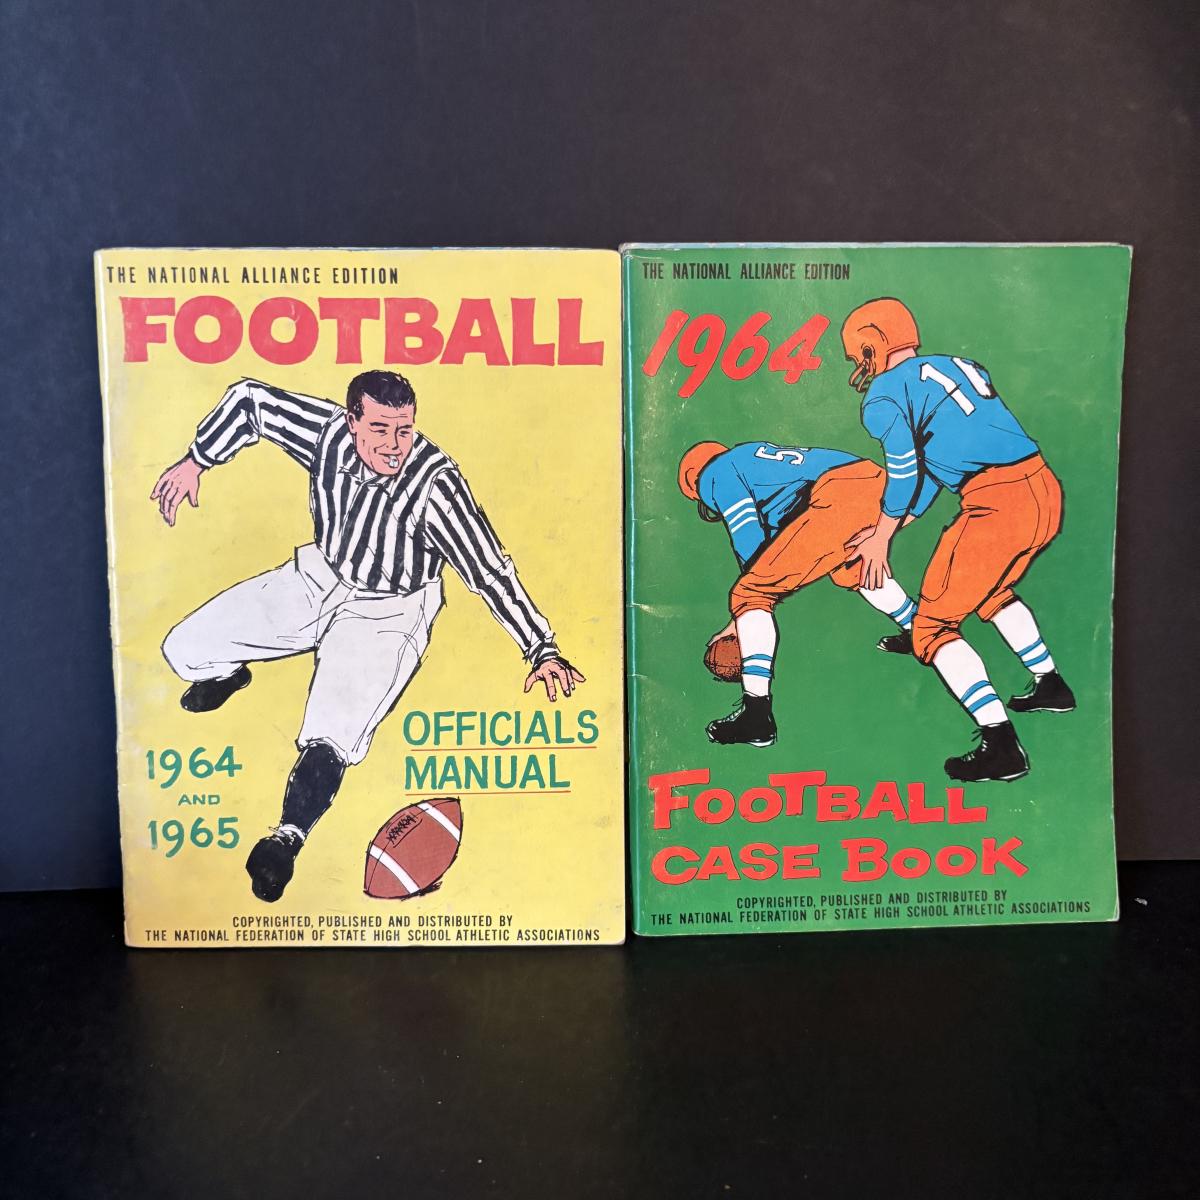 THE NATIONAL ALLIANCE EDITION
FOOTBALL
OFFICIALS
MANUAL
1964
AND
1965
COPYRIGHTED, PUBLISHED AND DISTRIBUTED BY
THE NATIONAL FEDERATION OF STATE HIGH SCHOOL ATHLETIC ASSOCIATIONS
THE NATIONAL ALLIANCE EDITION
1964
FOOTBALL
CASE BOOK
COPYRIGHTED, PUBLISHED AND DISTRIBUTED BY
THE NATIONAL FEDERATION OF STATE HIGH SCHOOL ATHLETIC ASSOCIATIONS